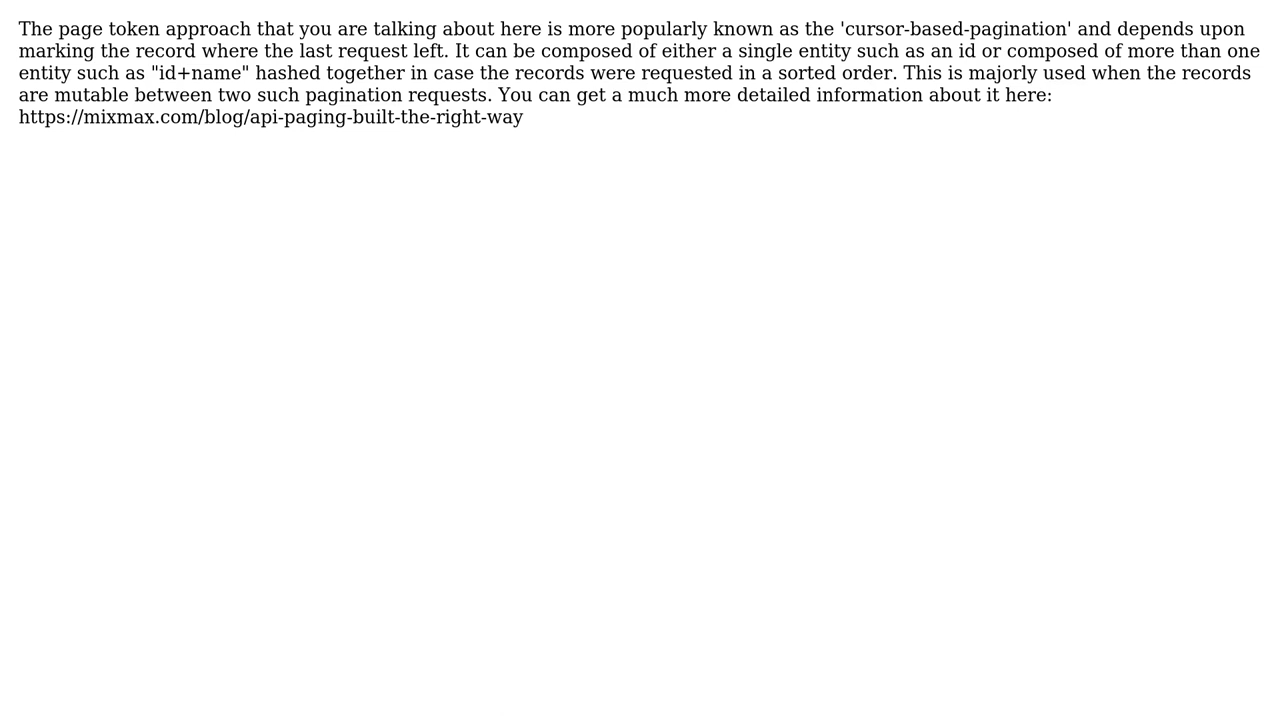 The page token approach that you are talking about here is more popularly known as the 'cursor-based-pagination' and depends upon
marking the record where the last request left. It can be composed of either a single entity such as an id or composed of more than one
entity such as "id+name" hashed together in case the records were requested in a sorted order. This is majorly used when the records
are mutable between two such pagination requests. You can get a much more detailed information about it here:
https://mixmax.com/blog/api-paging-built-the-right-way